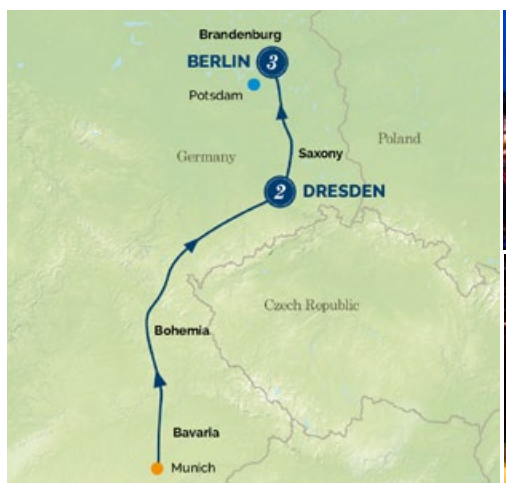 Brandenburg
BERLIN 3
Potsdam
Germany
Poland
Saxony
2 DRESDEN
Czech Republic
Bohemia
Bavaria
Munich